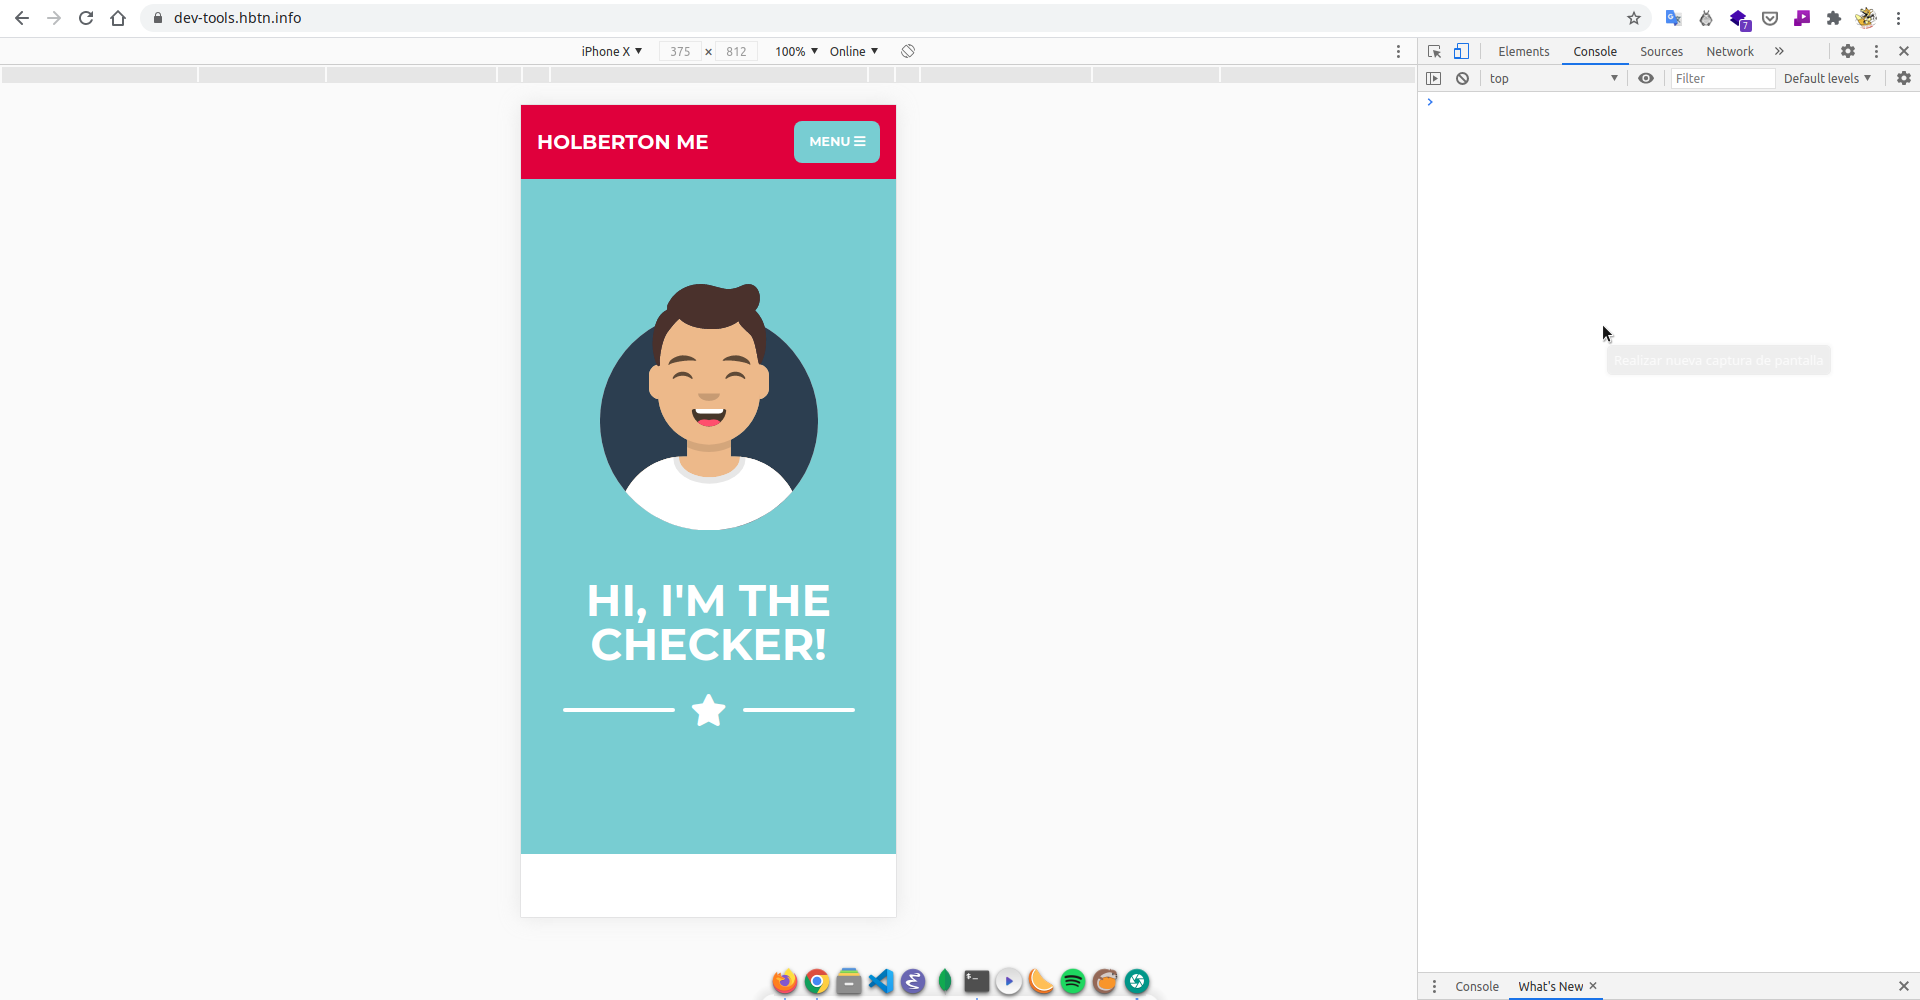 dev-tools.hbtn.info
7
iPhone X 375 × 812 100% Online
Elements Console Sources Network
top Filter Default levels
HOLBERTON ME
MENU
Realizar nueva captura de pantalla
HI, I'M THE
CHECKER!
Console What's New